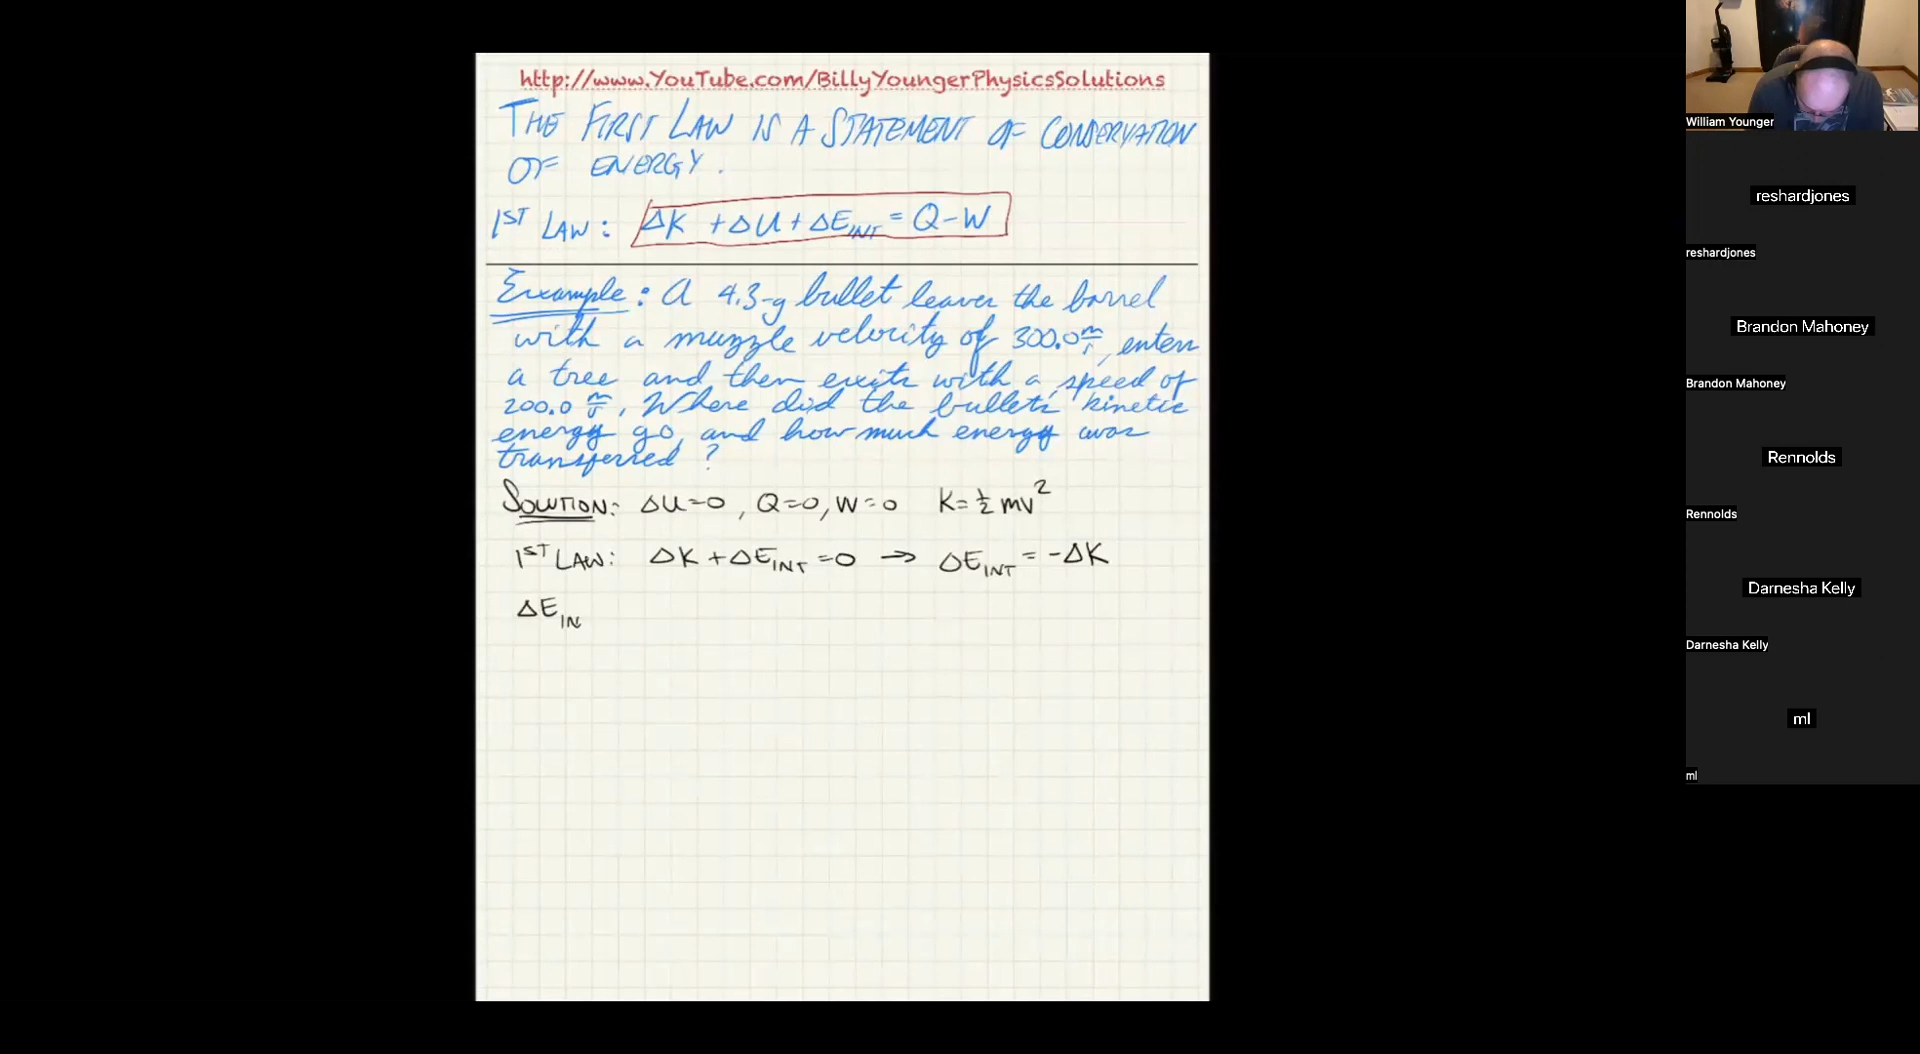 http://www.YouTube.com/BillyYoungerPhysicsSolutions
THE FIRST LAW IS A STATEMENT OF CONSERVATION
OF ENERGY.
1ST LAW: ΔK + ΔU + ΔE_INT = Q - W
Example: A 4.3-g bullet leaves the barrel
with a muzzle velocity of 300.0 m/s, enters
a tree and then exits with a speed of
200.0 m/s. Where did the bullet's kinetic
energy go, and how much energy was
transferred?
SOLUTION: ΔU=0, Q=0, W=0 K=½mv²
1ST LAW: ΔK + ΔE_INT = 0 → ΔE_INT = -ΔK
ΔE_IN
William Younger
reshardjones
reshardjones
Brandon Mahoney
Brandon Mahoney
Rennolds
Rennolds
Darnesha Kelly
Darnesha Kelly
ml
ml